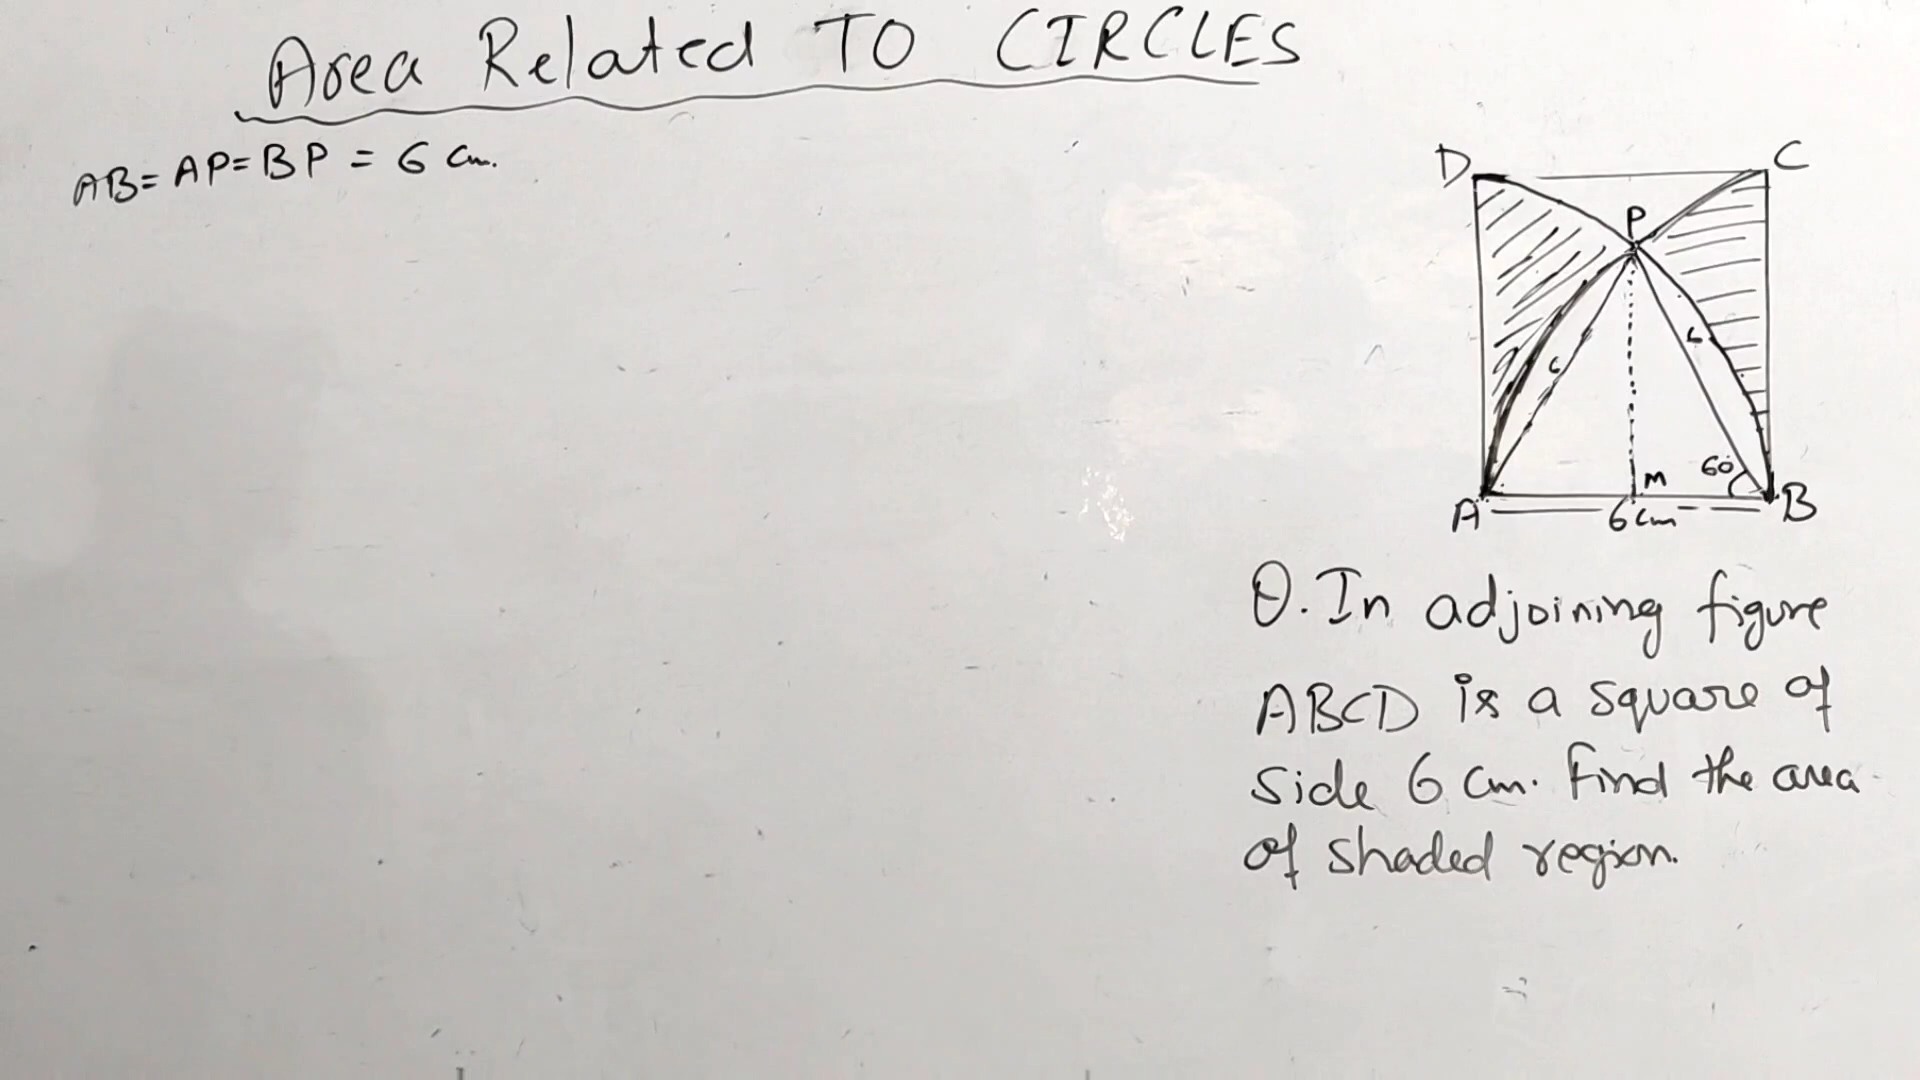 Area Related TO CIRCLES
AB = AP = BP = 6 cm.
D C
P
60°
M
A 6 cm B
Q. In adjoining figure
ABCD is a square of
side 6 cm. find the area
of shaded region.